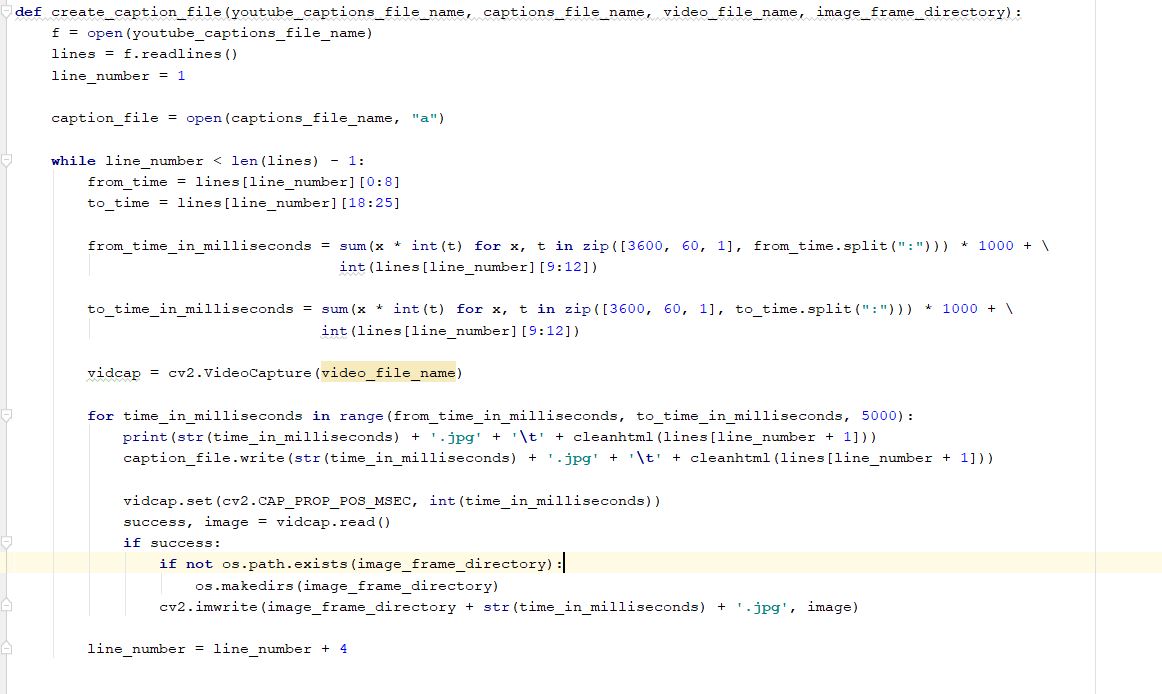 def create_caption_file(youtube_captions_file_name, captions_file_name, video_file_name, image_frame_directory):
    f = open(youtube_captions_file_name)
    lines = f.readlines()
    line_number = 1

    caption_file = open(captions_file_name, "a")

    while line_number < len(lines) - 1:
        from_time = lines[line_number][0:8]
        to_time = lines[line_number][18:25]

        from_time_in_milliseconds = sum(x * int(t) for x, t in zip([3600, 60, 1], from_time.split(":"))) * 1000 + \
                                    int(lines[line_number][9:12])

        to_time_in_milliseconds = sum(x * int(t) for x, t in zip([3600, 60, 1], to_time.split(":"))) * 1000 + \
                                  int(lines[line_number][9:12])

        vidcap = cv2.VideoCapture(video_file_name)

        for time_in_milliseconds in range(from_time_in_milliseconds, to_time_in_milliseconds, 5000):
            print(str(time_in_milliseconds) + '.jpg' + '\t' + cleanhtml(lines[line_number + 1]))
            caption_file.write(str(time_in_milliseconds) + '.jpg' + '\t' + cleanhtml(lines[line_number + 1]))

            vidcap.set(cv2.CAP_PROP_POS_MSEC, int(time_in_milliseconds))
            success, image = vidcap.read()
            if success:
                if not os.path.exists(image_frame_directory):
                    os.makedirs(image_frame_directory)
                cv2.imwrite(image_frame_directory + str(time_in_milliseconds) + '.jpg', image)

        line_number = line_number + 4